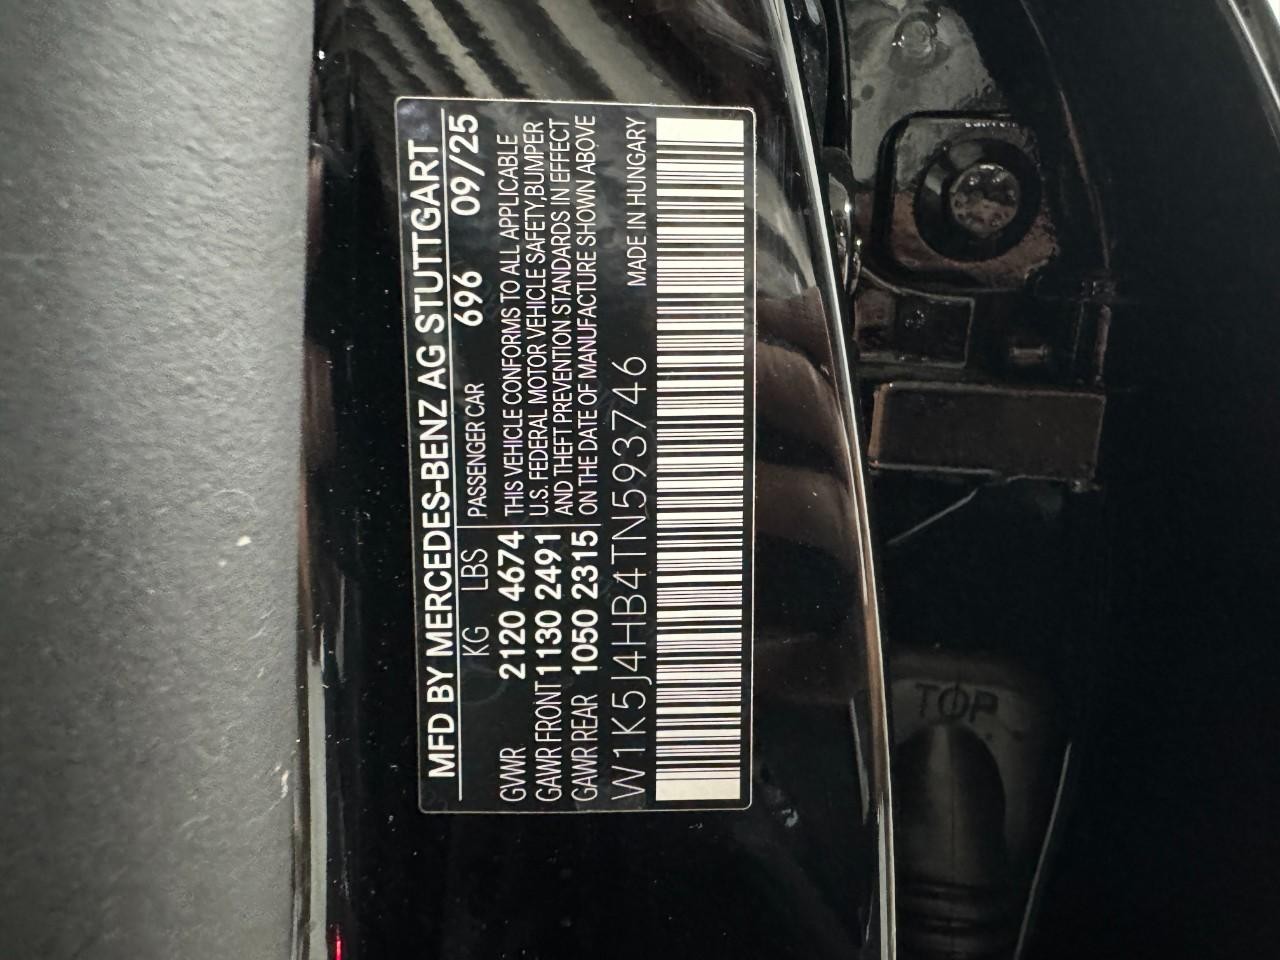 MFD BY MERCEDES-BENZ AG STUTTGART
KG LBS PASSENGER CAR 696 09/25
GVWR 2120 4674
GAWR FRONT 1130 2491
GAWR REAR 1050 2315
THIS VEHICLE CONFORMS TO ALL APPLICABLE
U.S. FEDERAL MOTOR VEHICLE SAFETY,BUMPER
AND THEFT PREVENTION STANDARDS IN EFFECT
ON THE DATE OF MANUFACTURE SHOWN ABOVE
W1K5J4HB4TN593746 MADE IN HUNGARY
TOP